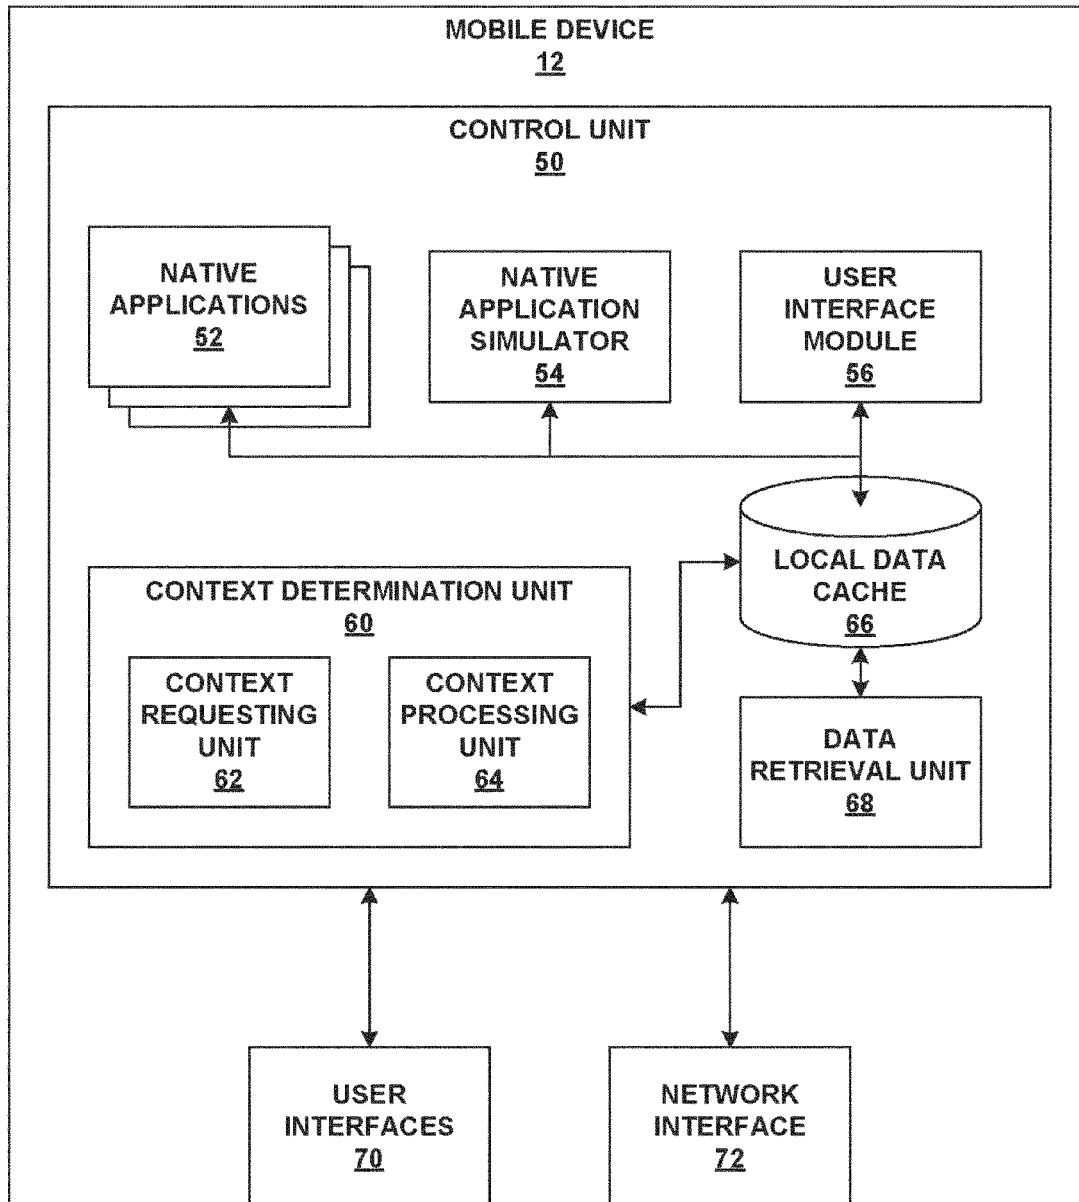 MOBILE DEVICE
12
CONTROL UNIT
50
NATIVE
APPLICATIONS
52
NATIVE
APPLICATION
SIMULATOR
54
USER
INTERFACE
MODULE
56
LOCAL DATA
CACHE
66
CONTEXT DETERMINATION UNIT
60
CONTEXT
REQUESTING
UNIT
62
CONTEXT
PROCESSING
UNIT
64
DATA
RETRIEVAL UNIT
68
USER
INTERFACES
70
NETWORK
INTERFACE
72